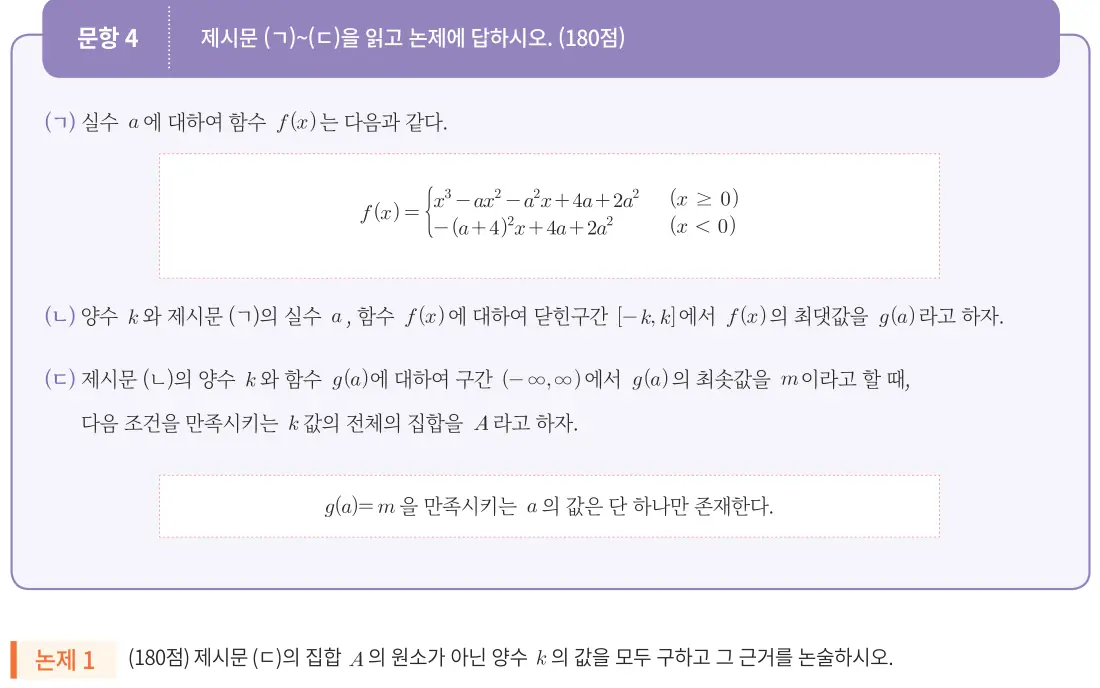 문항 4 제시문 (ㄱ)~(ㄷ)을 읽고 논제에 답하시오. (180점)
(ㄱ) 실수 a에 대하여 함수 f(x)는 다음과 같다.
f(x) = { x³ − ax² − a²x + 4a + 2a² (x ≥ 0)
−(a+4)²x + 4a + 2a² (x < 0)
(ㄴ) 양수 k와 제시문 (ㄱ)의 실수 a, 함수 f(x)에 대하여 닫힌구간 [−k, k]에서 f(x)의 최댓값을 g(a)라고 하자.
(ㄷ) 제시문 (ㄴ)의 양수 k와 함수 g(a)에 대하여 구간 (−∞, ∞)에서 g(a)의 최솟값을 m이라고 할 때,
다음 조건을 만족시키는 k 값의 전체의 집합을 A라고 하자.
g(a)= m 을 만족시키는 a의 값은 단 하나만 존재한다.
논제 1 (180점) 제시문 (ㄷ)의 집합 A의 원소가 아닌 양수 k의 값을 모두 구하고 그 근거를 논술하시오.